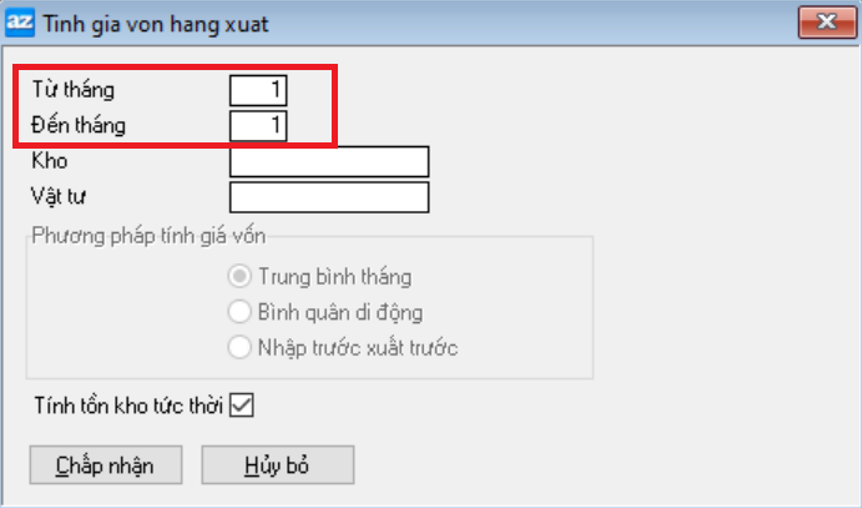 az Tinh gia von hang xuat
Từ tháng 1
Đến tháng 1
Kho
Vật tư
Phương pháp tính giá vốn
Trung bình tháng
Bình quân di động
Nhập trước xuất trước
Tính tồn kho tức thời
Chấp nhận Hủy bỏ